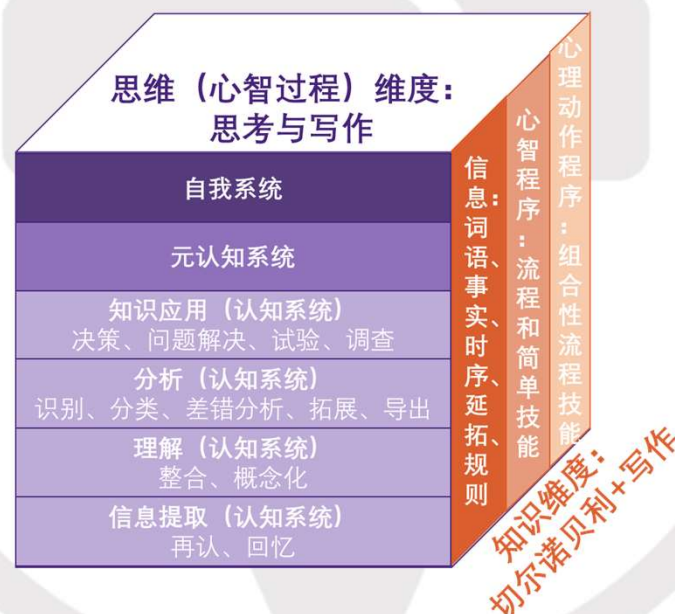 思维（心智过程）维度：
思考与写作
自我系统
元认知系统
知识应用（认知系统）
决策、问题解决、试验、调查
分析（认知系统）
识别、分类、差错分析、拓展、导出
理解（认知系统）
整合、概念化
信息提取（认知系统）
再认、回忆
信息：词语、事实、时序、延拓、规则
心智程序：流程和简单技能
心理动作程序：组合性流程技能
知识维度：
切尔诺贝利+写作